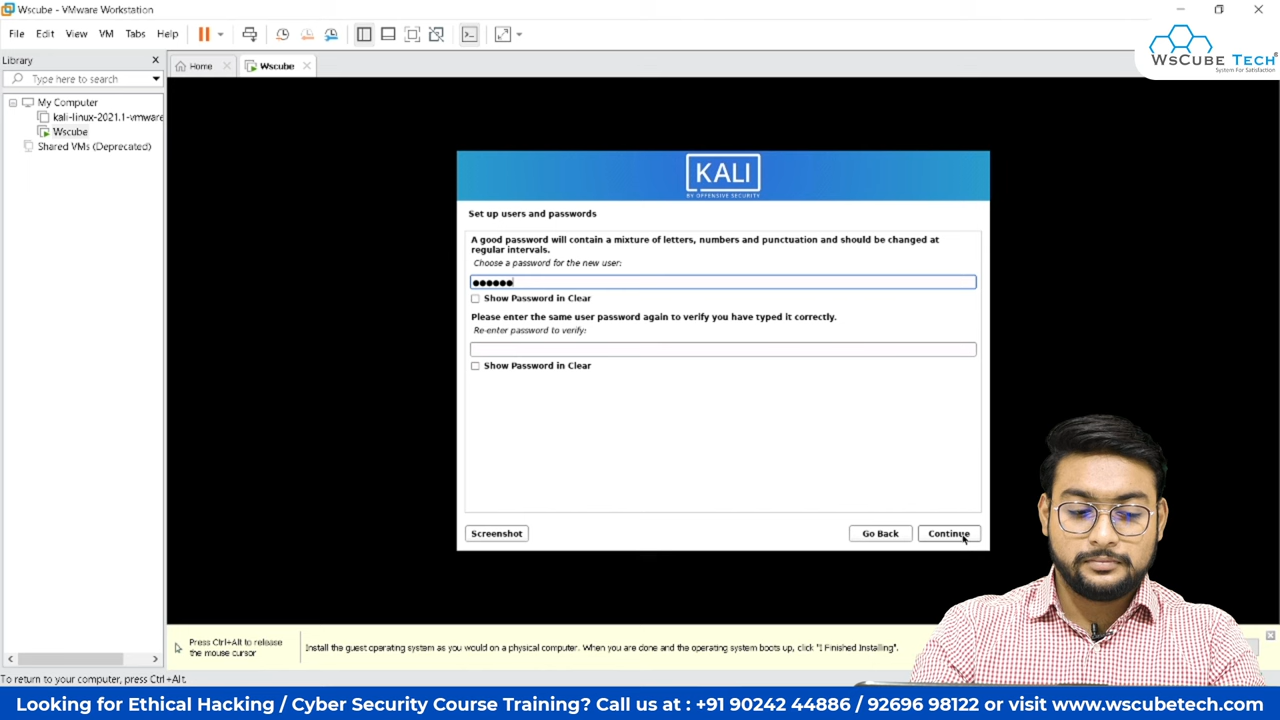 Wscube - VMware Workstation
File Edit View VM Tabs Help
Library
Type here to search
My Computer
kali-linux-2021.1-vmware
Wscube
Shared VMs (Deprecated)
Home
Wscube
WsCube Tech
System For Satisfaction
KALI
BY OFFENSIVE SECURITY
Set up users and passwords
A good password will contain a mixture of letters, numbers and punctuation and should be changed at
regular intervals.
Choose a password for the new user:
●●●●●●
Show Password in Clear
Please enter the same user password again to verify you have typed it correctly.
Re-enter password to verify:
Show Password in Clear
Screenshot
Go Back
Continue
Press Ctrl+Alt to release
the mouse cursor
Install the guest operating system as you would on a physical computer. When you are done and the operating system boots up, click "I Finished Installing".
To return to your computer, press Ctrl+Alt.
Looking for Ethical Hacking / Cyber Security Course Training? Call us at : +91 90242 44886 / 92696 98122 or visit www.wscubetech.com